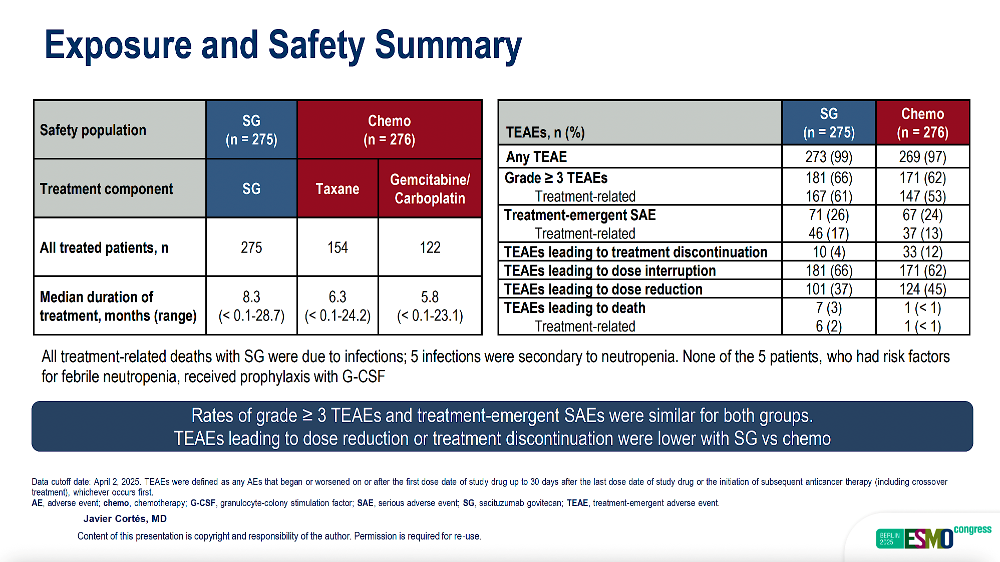 Exposure and Safety Summary
Safety population
SG
(n = 275)
Chemo
(n = 276)
Treatment component
SG
Taxane
Gemcitabine/
Carboplatin
All treated patients, n
275
154
122
Median duration of
treatment, months (range)
8.3
(< 0.1-28.7)
6.3
(< 0.1-24.2)
5.8
(< 0.1-23.1)
TEAEs, n (%)
SG
(n = 275)
Chemo
(n = 276)
Any TEAE 273 (99) 269 (97)
Grade ≥ 3 TEAEs 181 (66) 171 (62)
Treatment-related 167 (61) 147 (53)
Treatment-emergent SAE 71 (26) 67 (24)
Treatment-related 46 (17) 37 (13)
TEAEs leading to treatment discontinuation 10 (4) 33 (12)
TEAEs leading to dose interruption 181 (66) 171 (62)
TEAEs leading to dose reduction 101 (37) 124 (45)
TEAEs leading to death 7 (3) 1 (< 1)
Treatment-related 6 (2) 1 (< 1)
All treatment-related deaths with SG were due to infections; 5 infections were secondary to neutropenia. None of the 5 patients, who had risk factors
for febrile neutropenia, received prophylaxis with G-CSF
Rates of grade ≥ 3 TEAEs and treatment-emergent SAEs were similar for both groups.
TEAEs leading to dose reduction or treatment discontinuation were lower with SG vs chemo
Data cutoff date: April 2, 2025. TEAEs were defined as any AEs that began or worsened on or after the first dose date of study drug up to 30 days after the last dose date of study drug or the initiation of subsequent anticancer therapy (including crossover
treatment), whichever occurs first.
AE, adverse event; chemo, chemotherapy; G-CSF, granulocyte-colony stimulation factor; SAE, serious adverse event; SG, sacituzumab govitecan; TEAE, treatment-emergent adverse event.
Javier Cortés, MD
Content of this presentation is copyright and responsibility of the author. Permission is required for re-use.
BERLIN
2025
ESMO congress